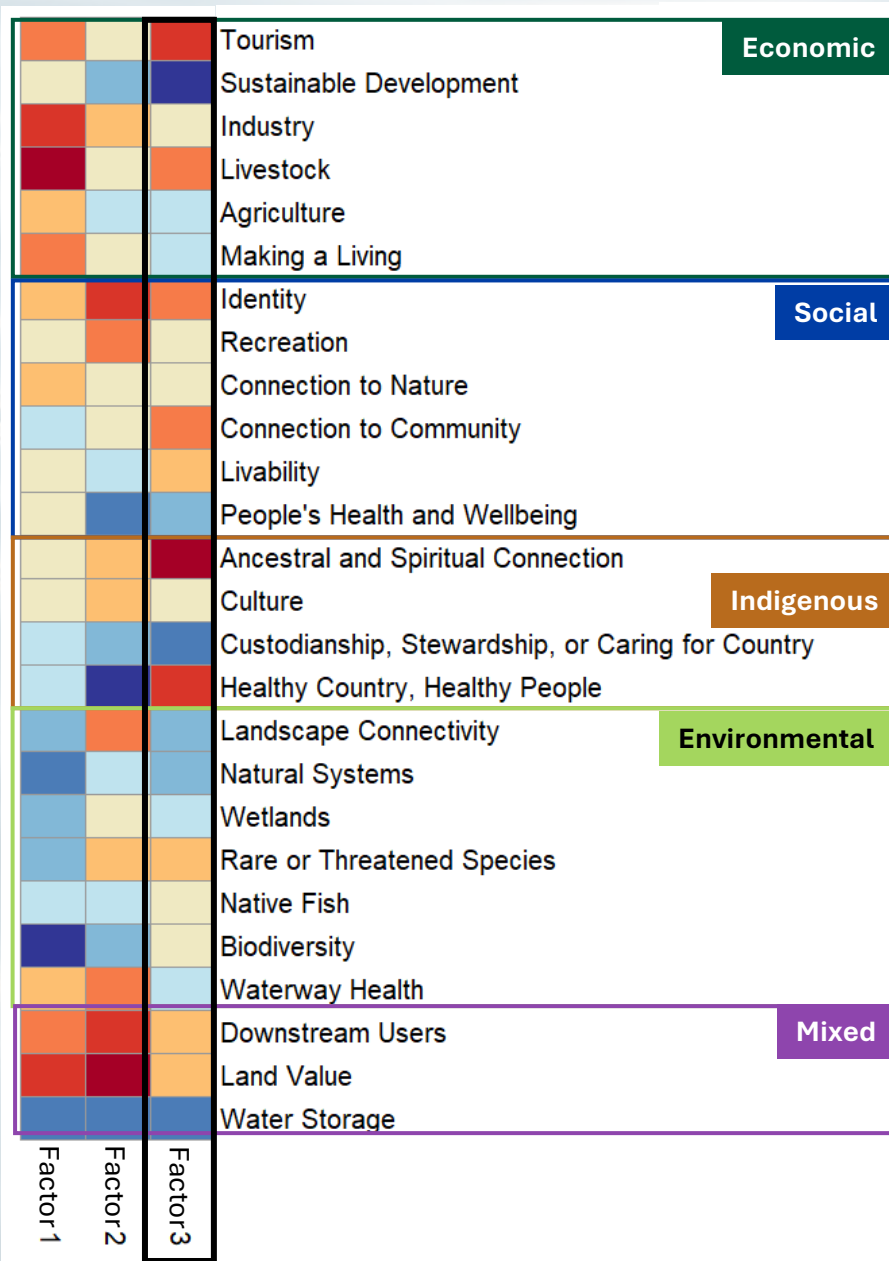 Tourism
Economic
Sustainable Development
Industry
Livestock
Agriculture
Making a Living
Identity
Social
Recreation
Connection to Nature
Connection to Community
Livability
People's Health and Wellbeing
Ancestral and Spiritual Connection
Culture
Indigenous
Custodianship, Stewardship, or Caring for Country
Healthy Country, Healthy People
Landscape Connectivity
Environmental
Natural Systems
Wetlands
Rare or Threatened Species
Native Fish
Biodiversity
Waterway Health
Downstream Users
Mixed
Land Value
Water Storage
Factor1
Factor2
Factor3